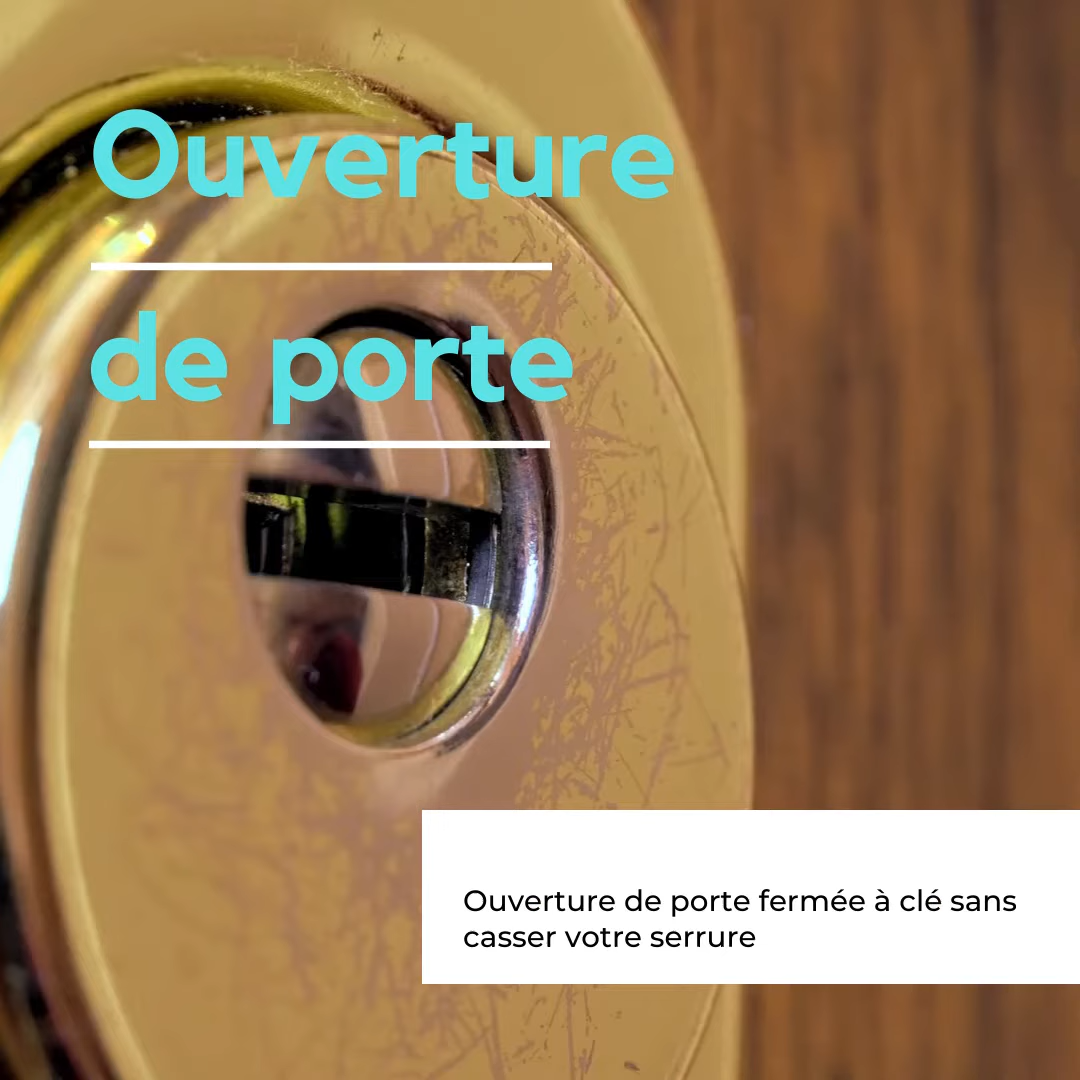 Ouverture
de porte
Ouverture de porte fermée à clé sans
casser votre serrure